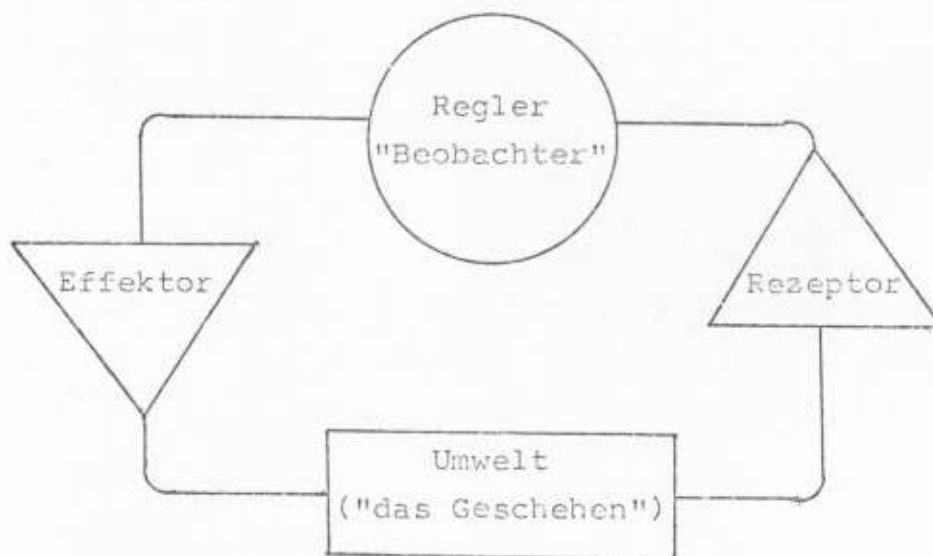 Regler
"Beobachter"
Effektor
Rezeptor
Umwelt
("das Geschehen")